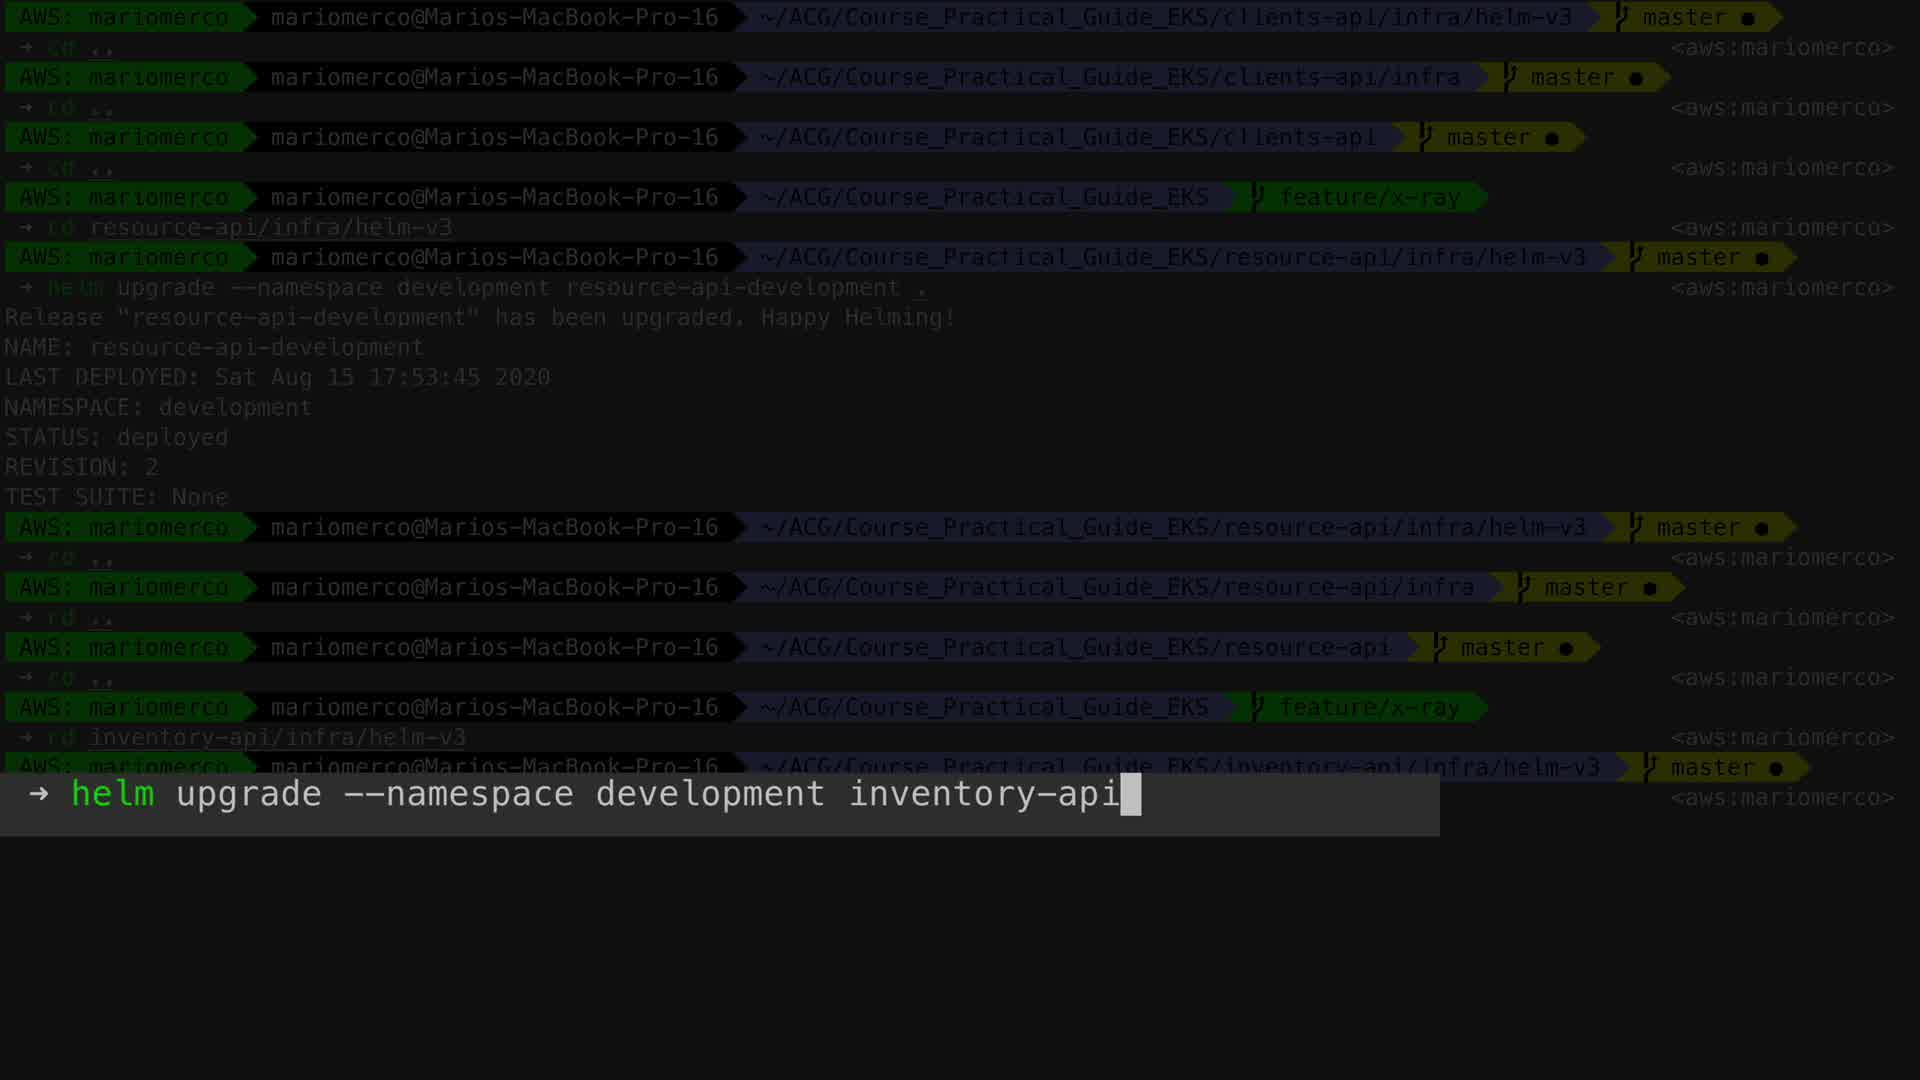 AWS: mariomerco mariomerco@Marios-MacBook-Pro-16 ~/ACG/Course_Practical_Guide_EKS/clients-api/infra/helm-v3 master ●
→ cd .. <aws:mariomerco>
AWS: mariomerco mariomerco@Marios-MacBook-Pro-16 ~/ACG/Course_Practical_Guide_EKS/clients-api/infra master ●
→ cd .. <aws:mariomerco>
AWS: mariomerco mariomerco@Marios-MacBook-Pro-16 ~/ACG/Course_Practical_Guide_EKS/clients-api master ●
→ cd .. <aws:mariomerco>
AWS: mariomerco mariomerco@Marios-MacBook-Pro-16 ~/ACG/Course_Practical_Guide_EKS feature/x-ray
→ cd resource-api/infra/helm-v3 <aws:mariomerco>
AWS: mariomerco mariomerco@Marios-MacBook-Pro-16 ~/ACG/Course_Practical_Guide_EKS/resource-api/infra/helm-v3 master ●
→ helm upgrade --namespace development resource-api-development . <aws:mariomerco>
Release "resource-api-development" has been upgraded. Happy Helming!
NAME: resource-api-development
LAST DEPLOYED: Sat Aug 15 17:53:45 2020
NAMESPACE: development
STATUS: deployed
REVISION: 2
TEST SUITE: None
AWS: mariomerco mariomerco@Marios-MacBook-Pro-16 ~/ACG/Course_Practical_Guide_EKS/resource-api/infra/helm-v3 master ●
→ cd .. <aws:mariomerco>
AWS: mariomerco mariomerco@Marios-MacBook-Pro-16 ~/ACG/Course_Practical_Guide_EKS/resource-api/infra master ●
→ cd .. <aws:mariomerco>
AWS: mariomerco mariomerco@Marios-MacBook-Pro-16 ~/ACG/Course_Practical_Guide_EKS/resource-api master ●
→ cd .. <aws:mariomerco>
AWS: mariomerco mariomerco@Marios-MacBook-Pro-16 ~/ACG/Course_Practical_Guide_EKS feature/x-ray
→ cd inventory-api/infra/helm-v3 <aws:mariomerco>
AWS: mariomerco mariomerco@Marios-MacBook-Pro-16 ~/ACG/Course_Practical_Guide_EKS/inventory-api/infra/helm-v3 master ●
→ helm upgrade --namespace development inventory-api <aws:mariomerco>